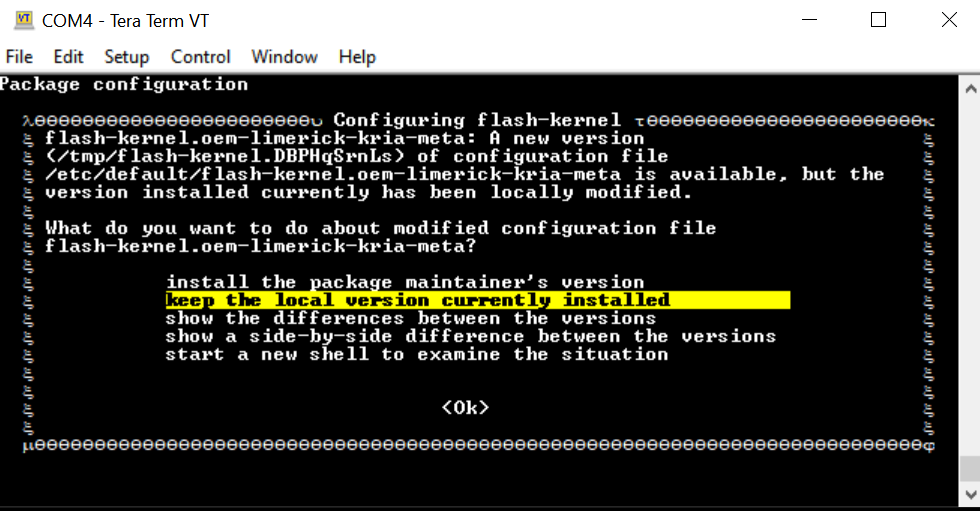 VT COM4 - Tera Term VT
File Edit Setup Control Window Help
Package configuration
λθθθθθθθθθθθθθθθθθθθθθθθυ Configuring flash-kernel τθθθθθθθθθθθθθθθθθθθθθθθκ
ξ flash-kernel.oem-limerick-kria-meta: A new version ξ
ξ (/tmp/flash-kernel.DBPHqSrnLs) of configuration file ξ
ξ /etc/default/flash-kernel.oem-limerick-kria-meta is available, but the ξ
ξ version installed currently has been locally modified. ξ
ξ ξ
ξ What do you want to do about modified configuration file ξ
ξ flash-kernel.oem-limerick-kria-meta? ξ
ξ ξ
ξ install the package maintainer's version ξ
ξ keep the local version currently installed ξ
ξ show the differences between the versions ξ
ξ show a side-by-side difference between the versions ξ
ξ start a new shell to examine the situation ξ
ξ ξ
ξ ξ
ξ <Ok> ξ
ξ ξ
μθθθθθθθθθθθθθθθθθθθθθθθθθθθθθθθθθθθθθθθθθθθθθθθθθθθθθθθθθθθθθθθθθθθθθθθθθθφ